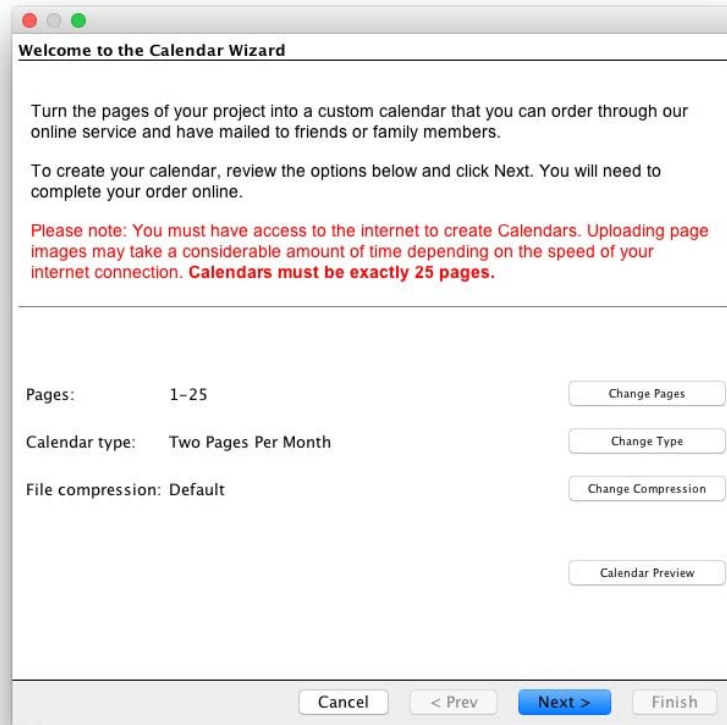 Welcome to the Calendar Wizard
Turn the pages of your project into a custom calendar that you can order through our
online service and have mailed to friends or family members.
To create your calendar, review the options below and click Next. You will need to
complete your order online.
Please note: You must have access to the internet to create Calendars. Uploading page
images may take a considerable amount of time depending on the speed of your
internet connection. Calendars must be exactly 25 pages.
Pages: 1-25 Change Pages
Calendar type: Two Pages Per Month Change Type
File compression: Default Change Compression
Calendar Preview
Cancel < Prev Next > Finish